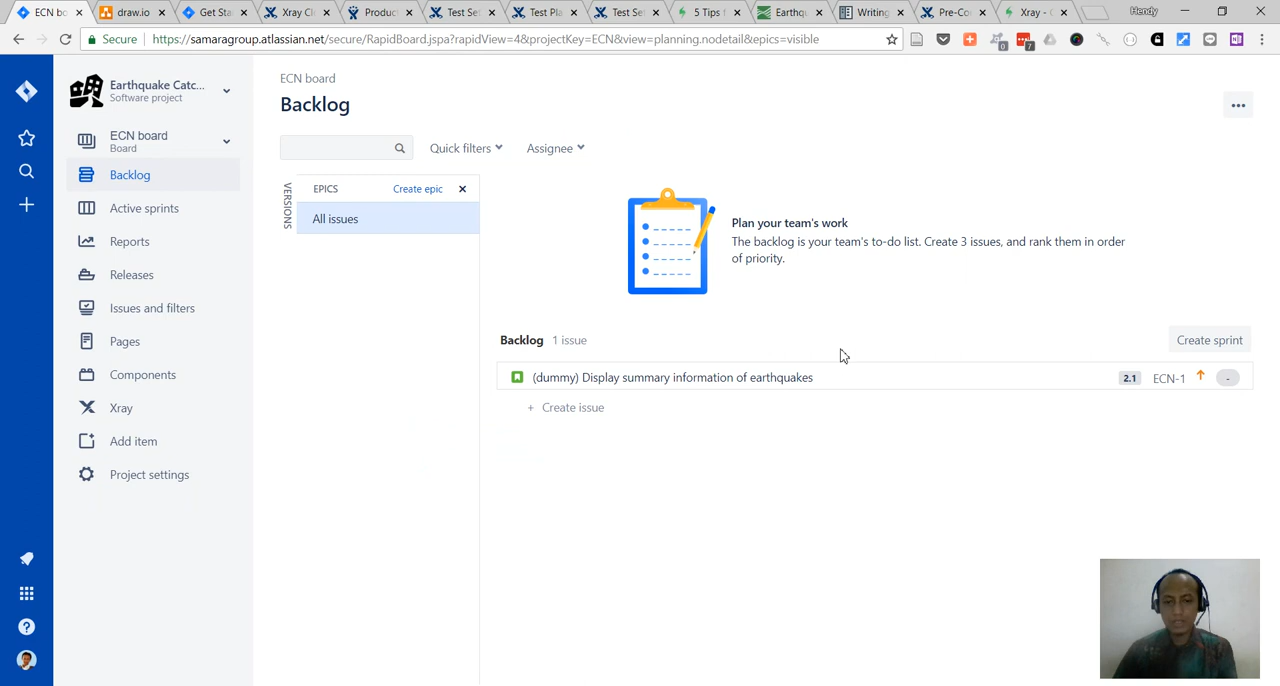 ECN bo
draw.io
Get Sta
Xray Cl
Produc
Test Se
Test Pla
Test Se
5 Tips f
Earthqu
Writing
Pre-Co
Xray - C
Hendy
Secure
https://samaragroup.atlassian.net/secure/RapidBoard.jspa?rapidView=4&projectKey=ECN&view=planning.nodetail&epics=visible
0
7
Earthquake Catc...
Software project
ECN board
Board
Backlog
Active sprints
Reports
Releases
Issues and filters
Pages
Components
Xray
Add item
Project settings
ECN board
Backlog
Quick filters
Assignee
VERSIONS
EPICS
Create epic
All issues
Plan your team's work
The backlog is your team's to-do list. Create 3 issues, and rank them in order
of priority.
Backlog 1 issue
Create sprint
(dummy) Display summary information of earthquakes
2.1 ECN-1 -
+ Create issue